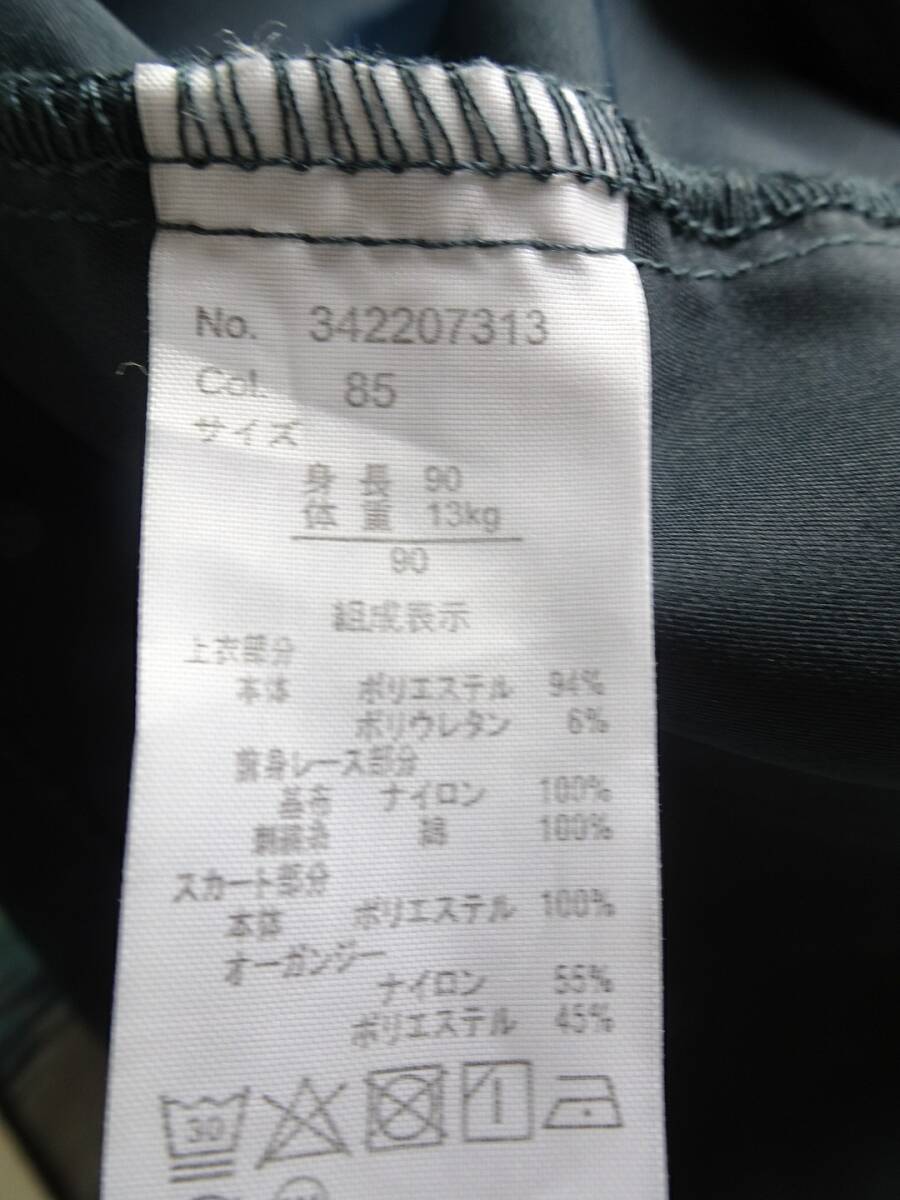 No. 342207313
Col. 85
サイズ
身長 90
体重 13kg
90
組成表示
上衣部分
本体 ポリエステル 94%
ポリウレタン 6%
前身レース部分
基布 ナイロン 100%
刺繍糸 綿 100%
スカート部分
本体 ポリエステル 100%
オーガンジー
ナイロン 55%
ポリエステル 45%
30